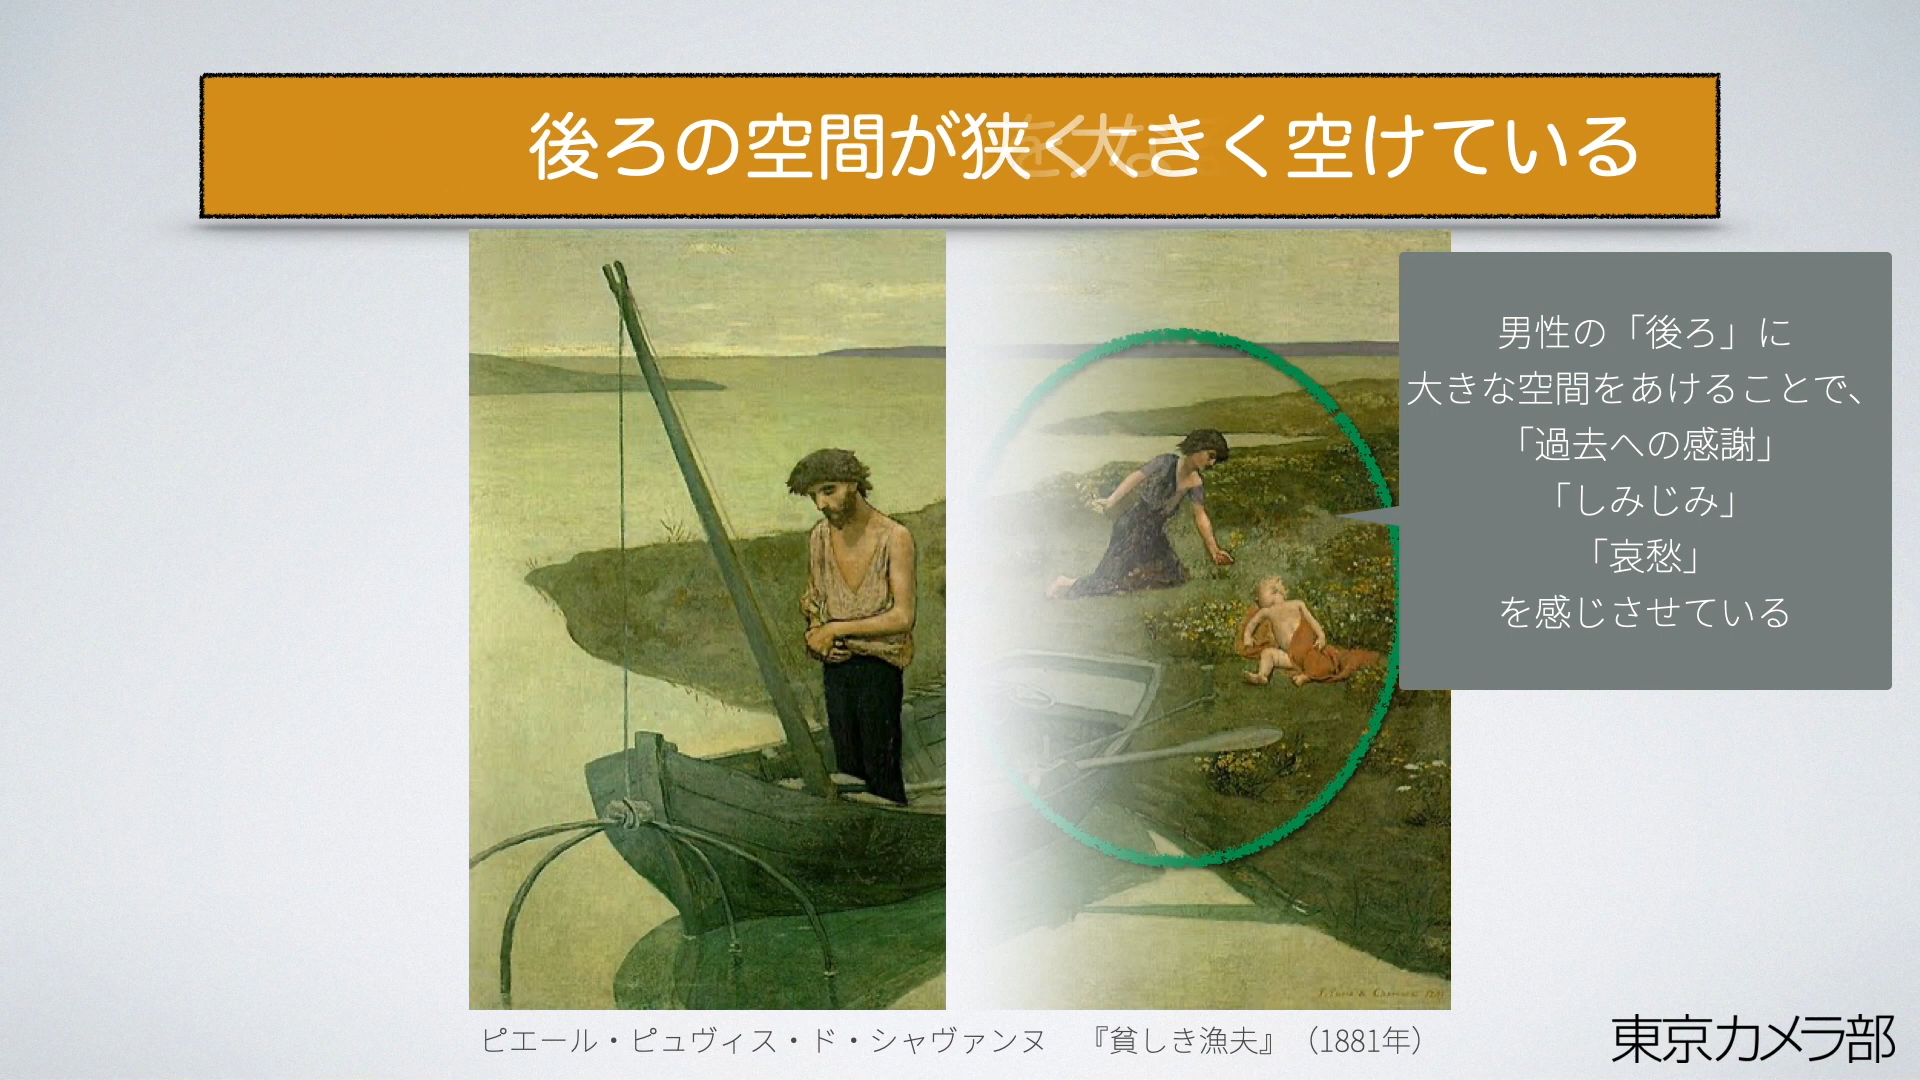 後ろの空間が狭く大きく空けている
男性の「後ろ」に
大きな空間をあけることで、
「過去への感謝」
「しみじみ」
「哀愁」
を感じさせている
ピエール・ピュヴィス・ド・シャヴァンヌ　『貧しき漁夫』（1881年）
東京カメラ部